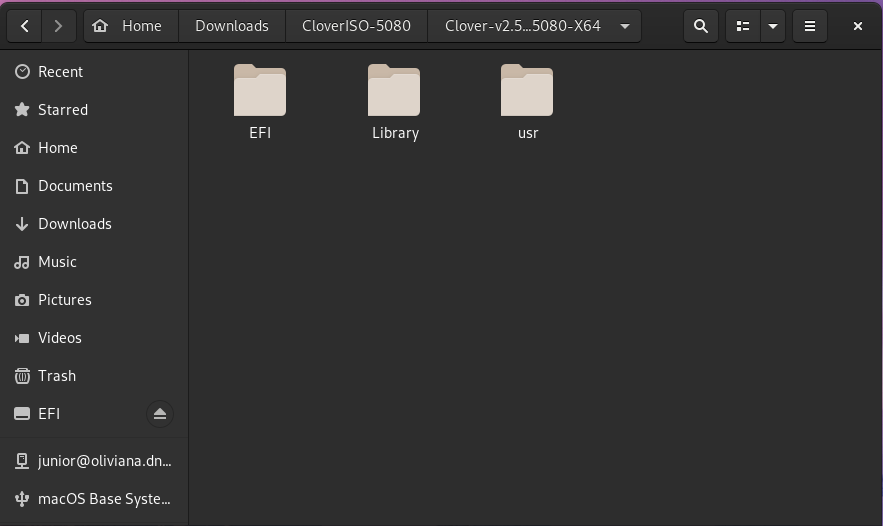 Home
Downloads
CloverISO-5080
Clover-v2.5...5080-X64
Recent
Starred
Home
Documents
Downloads
Music
Pictures
Videos
Trash
EFI
junior@oliviana.dn...
macOS Base Syste...
EFI
Library
usr